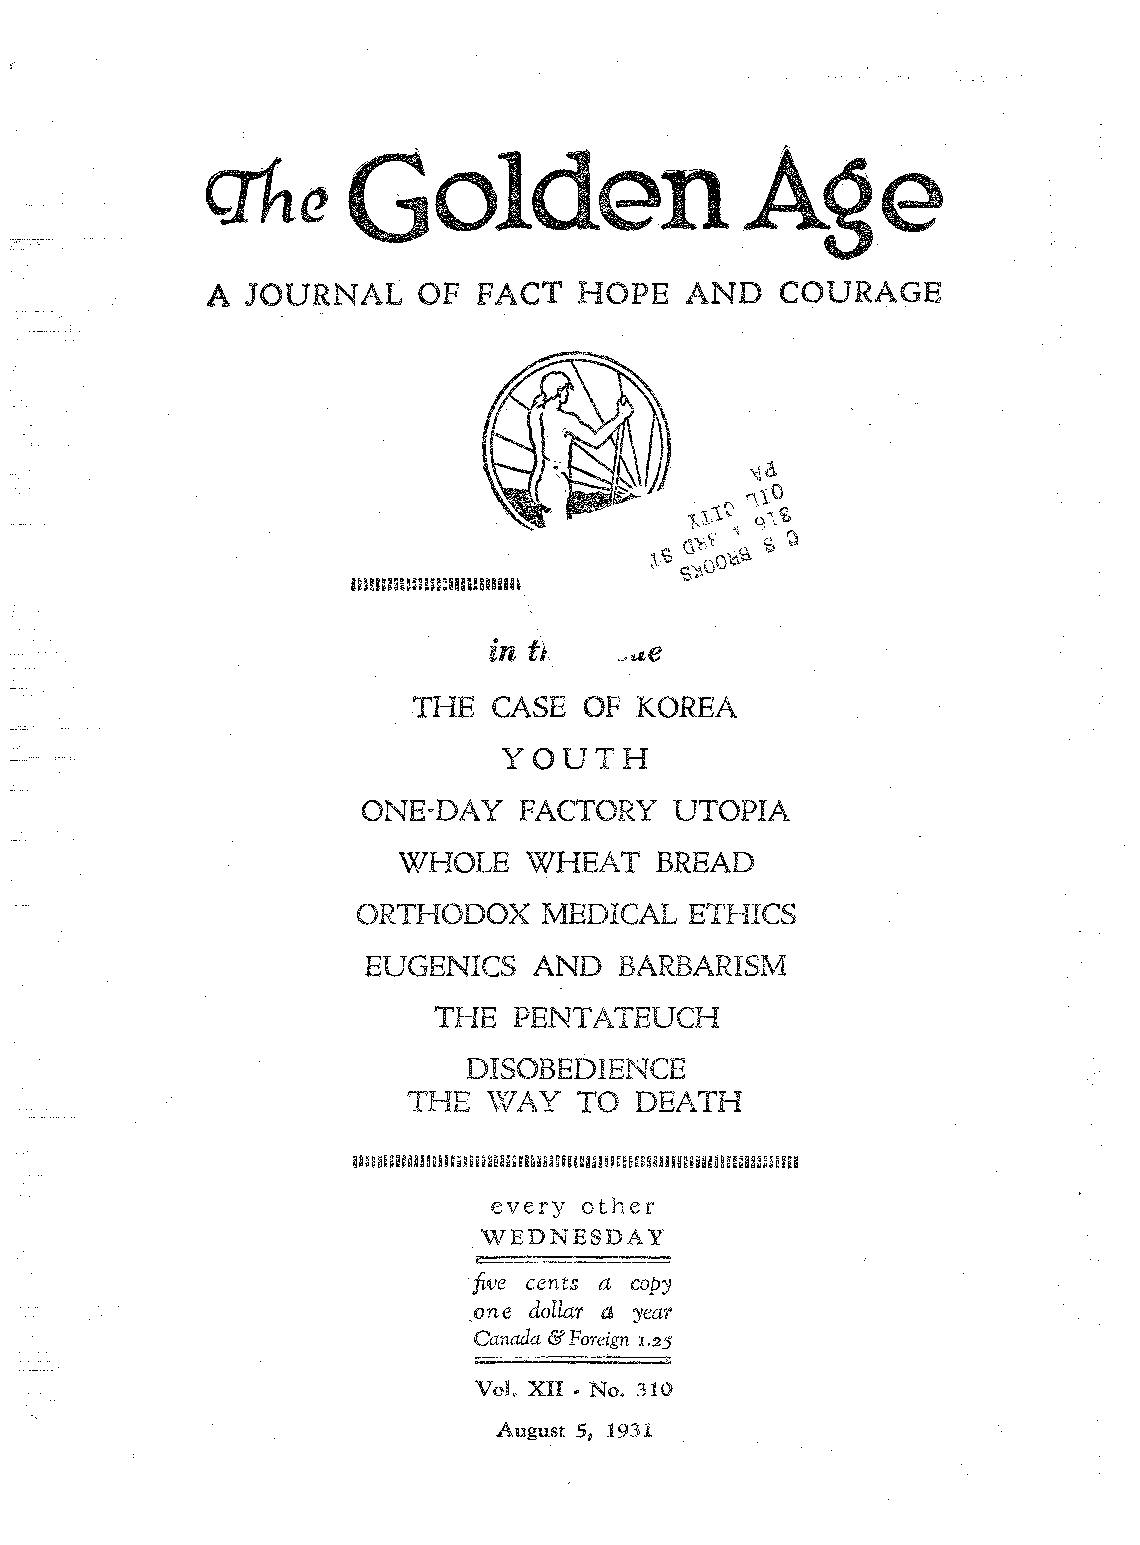 The Golden Age
A JOURNAL OF FACT HOPE AND COURAGE
C S BROOKS
316 A 3RD ST
OIL CITY
PA
in
THE CASE OF KOREA
YOUTH
ONE-DAY FACTORY UTOPIA
WHOLE WHEAT BREAD
ORTHODOX MEDICAL ETHICS
EUGENICS AND BARBARISM
THE PENTATEUCH
DISOBEDIENCE
THE WAY TO DEATH
every other
WEDNESDAY
five cents a copy
one dollar a year
Canada & Foreign 1.25
Vol. XII - No. 310
August 5, 1931